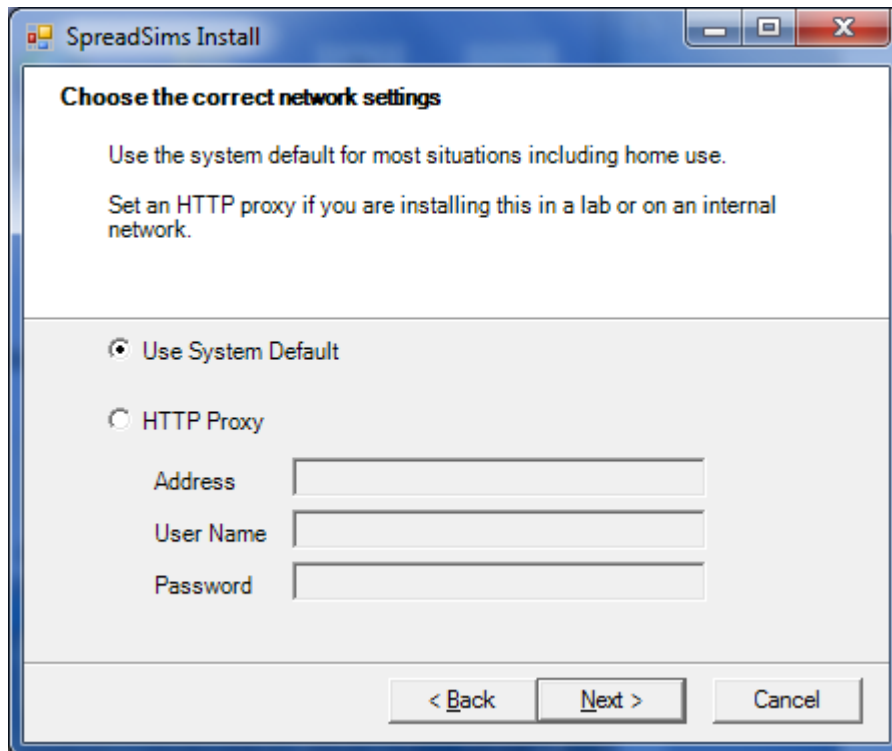 SpreadSims Install
Choose the correct network settings
Use the system default for most situations including home use.
Set an HTTP proxy if you are installing this in a lab or on an internal
network.
Use System Default
HTTP Proxy
Address
User Name
Password
< Back
Next >
Cancel